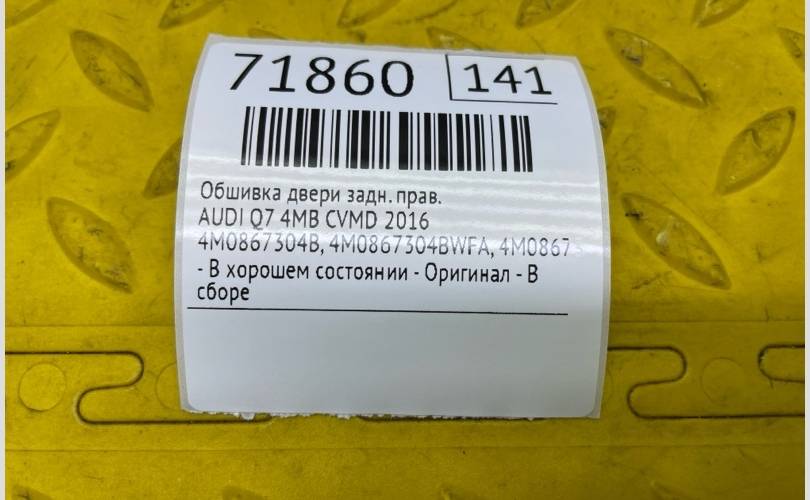 71860 141
Обшивка двери задн. прав.
AUDI Q7 4MB CVMD 2016
4M0867304B, 4M0867304BWFA, 4M0867
- В хорошем состоянии - Оригинал - В
сборе